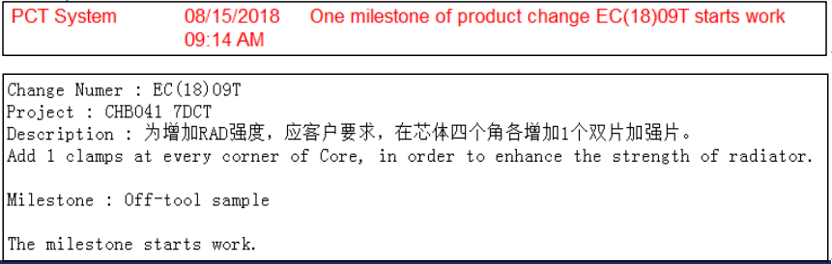 PCT System 08/15/2018 09:14 AM One milestone of product change EC(18)09T starts work
Change Numer : EC(18)09T
Project : CHB041 7DCT
Description : 为增加RAD强度，应客户要求，在芯体四个角各增加1个双片加强片。
Add 1 clamps at every corner of Core, in order to enhance the strength of radiator.
Milestone : Off-tool sample
The milestone starts work.